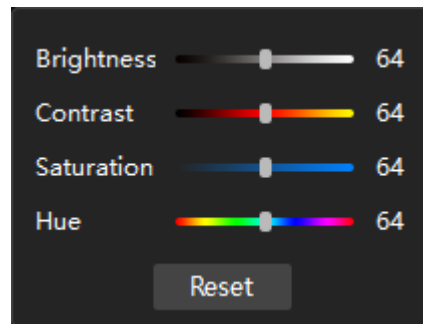 Brightness 64
Contrast 64
Saturation 64
Hue 64
Reset